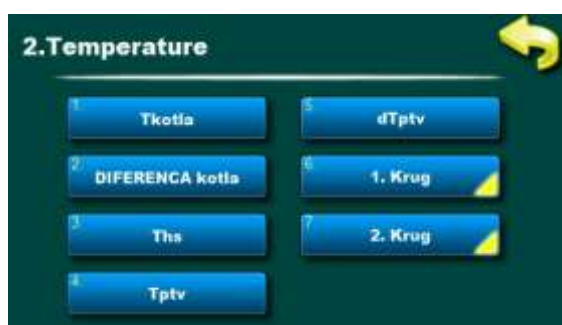 2.Temperature
1 Tkotla
2 DIFERENCA kotla
3 Ths
4 Tptv
5 dTptv
6 1. Krug
7 2. Krug